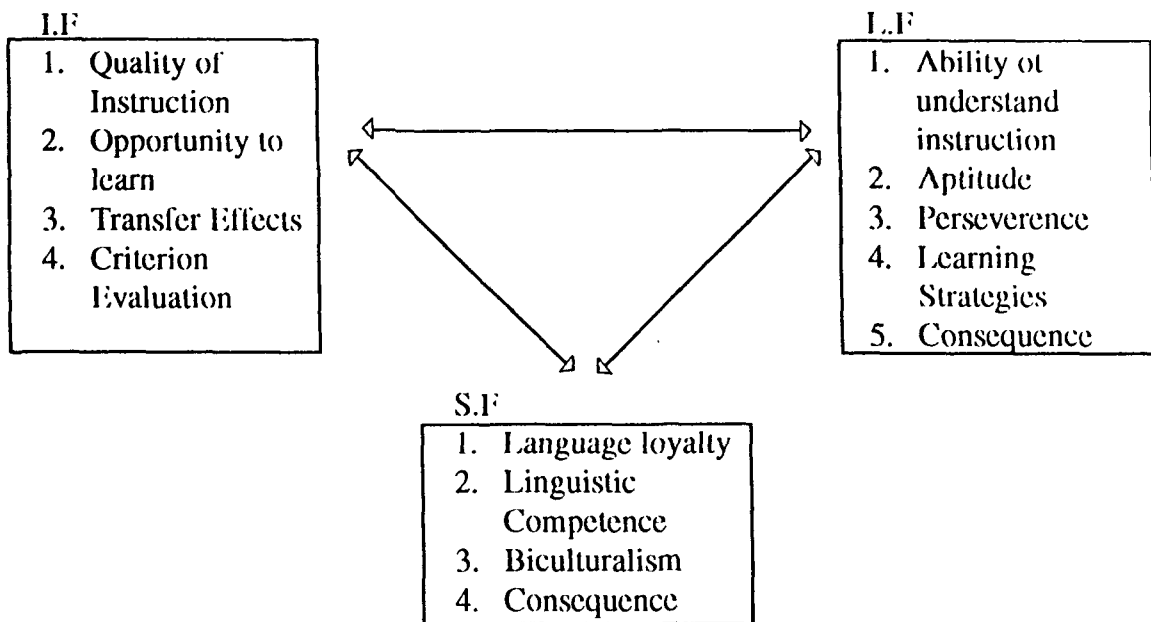 I.F
1. Quality of
Instruction
2. Opportunity to
learn
3. Transfer Effects
4. Criterion
Evaluation
L.F
1. Ability ot
understand
instruction
2. Aptitude
3. Perseverence
4. Learning
Strategies
5. Consequence
S.F
1. Language loyalty
2. Linguistic
Competence
3. Biculturalism
4. Consequence